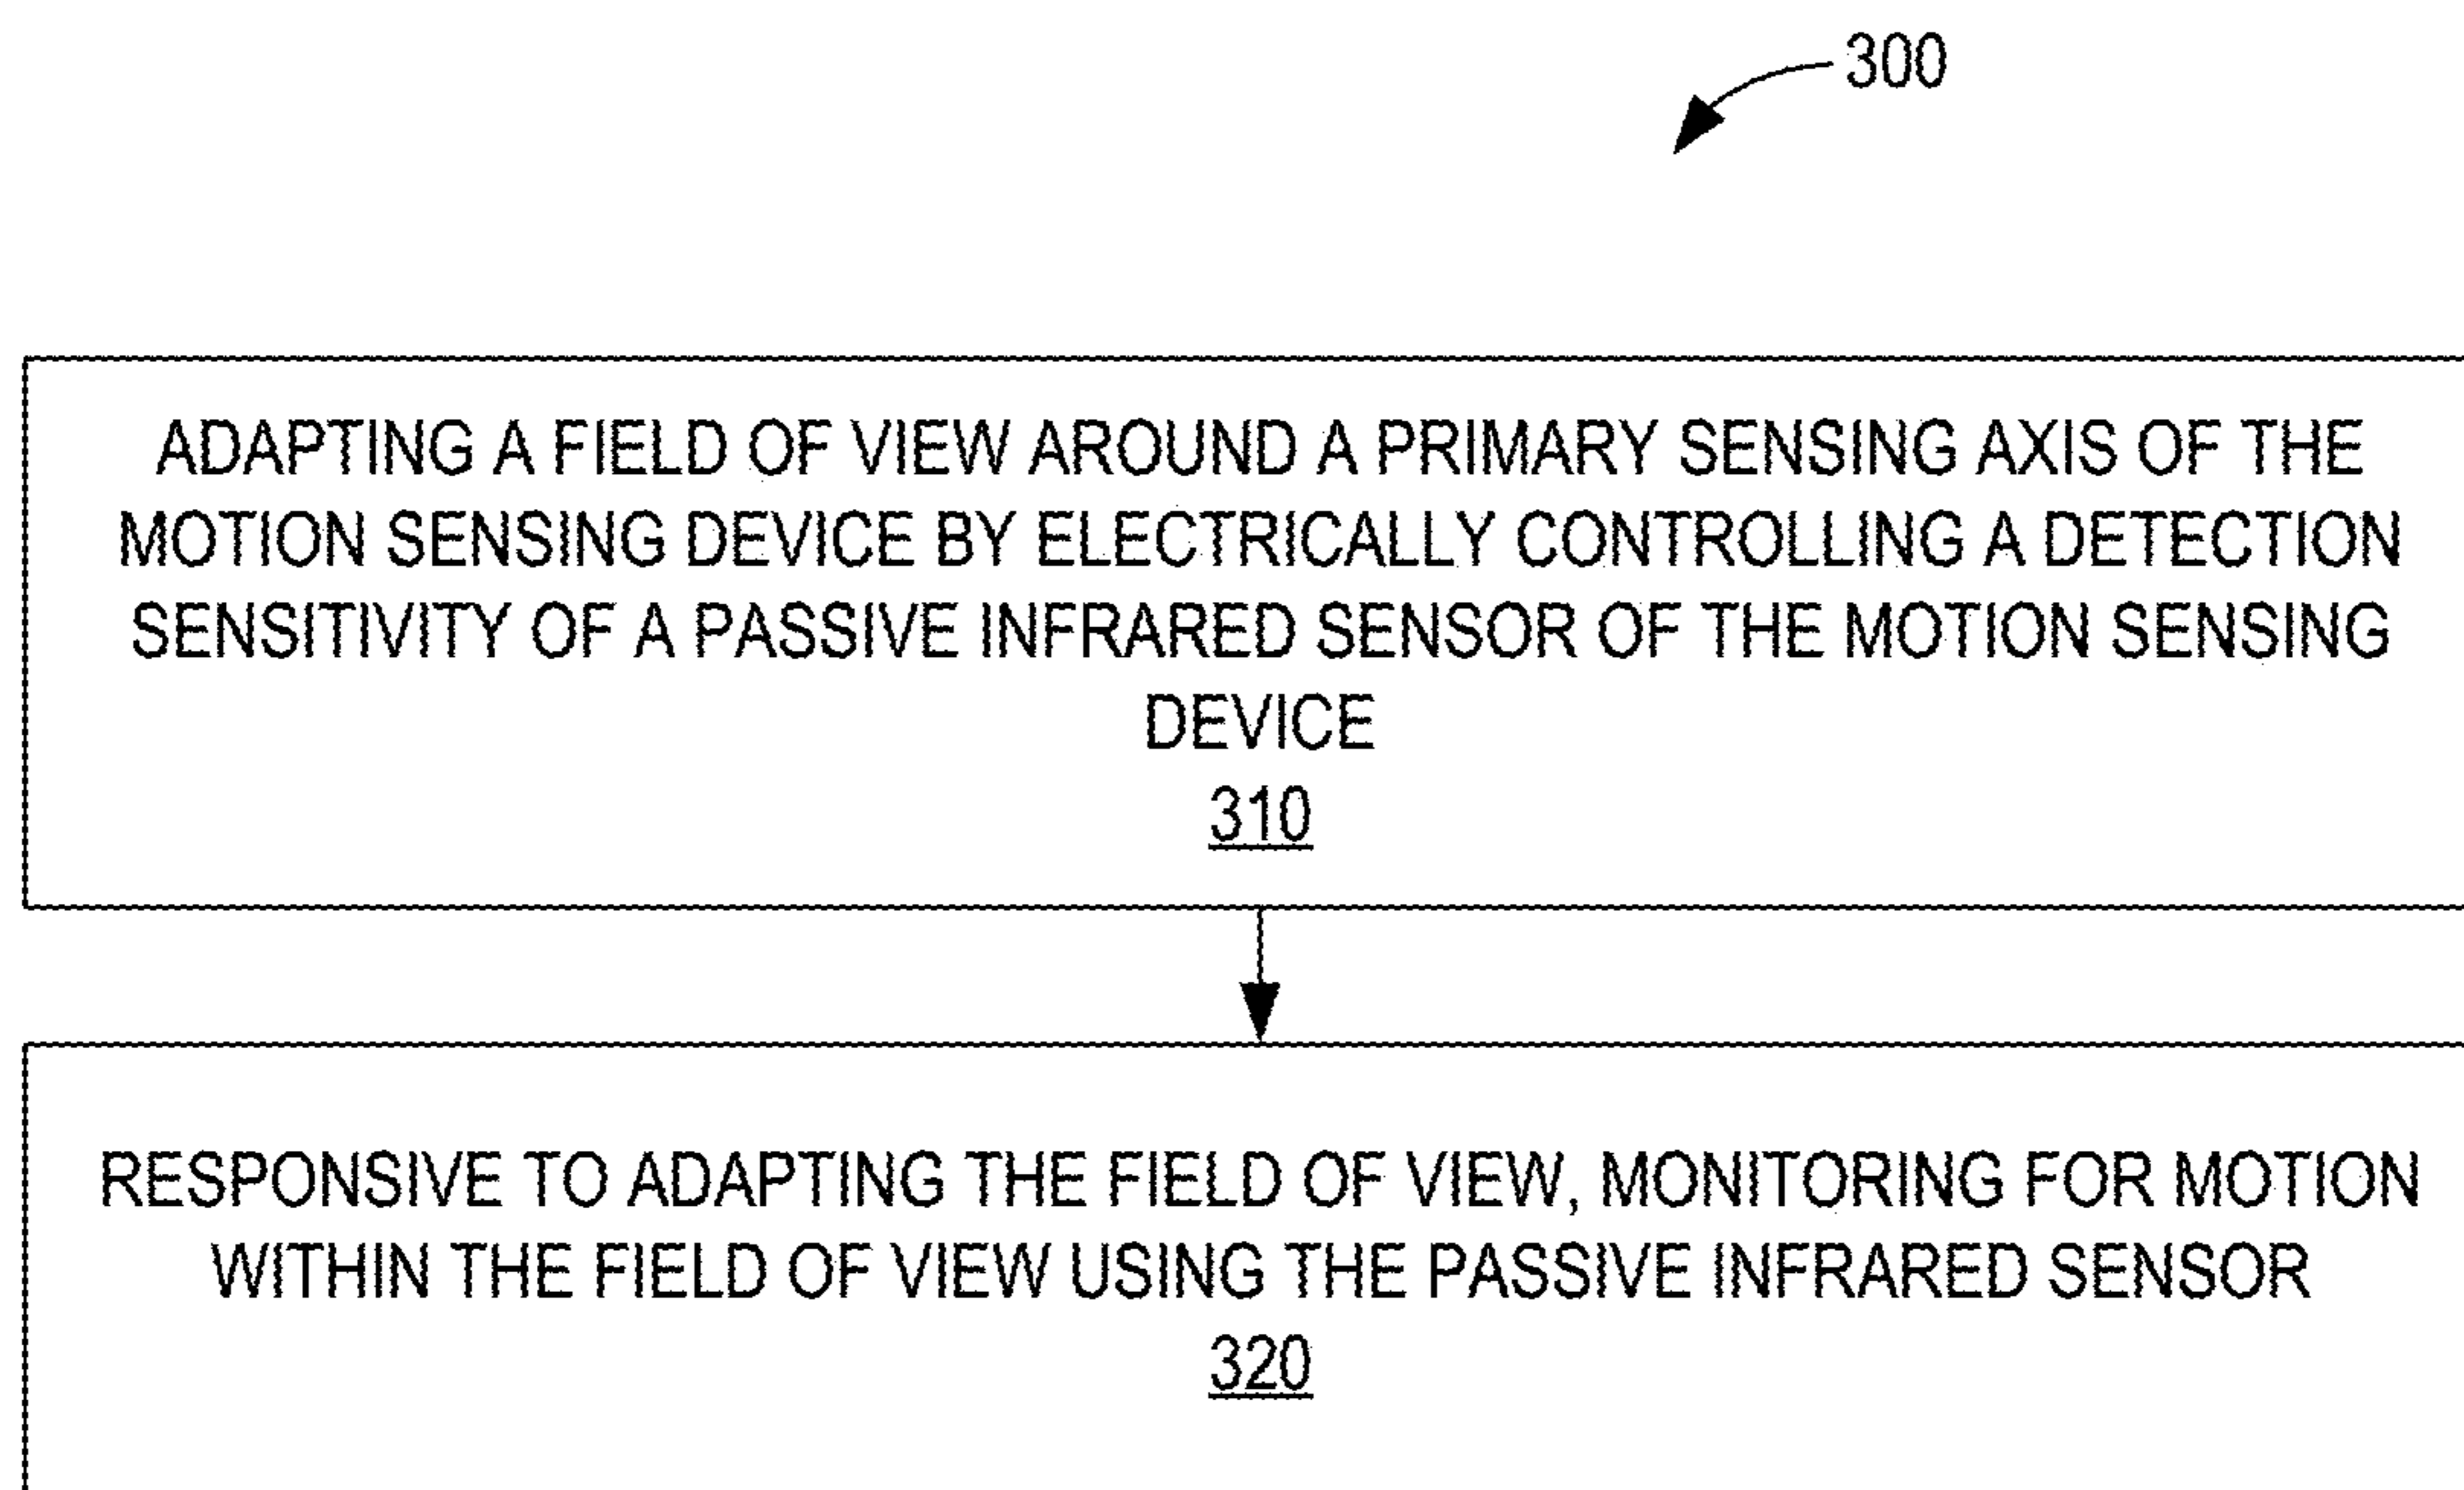 300
ADAPTING A FIELD OF VIEW AROUND A PRIMARY SENSING AXIS OF THE
MOTION SENSING DEVICE BY ELECTRICALLY CONTROLLING A DETECTION
SENSITIVITY OF A PASSIVE INFRARED SENSOR OF THE MOTION SENSING
DEVICE
310
RESPONSIVE TO ADAPTING THE FIELD OF VIEW, MONITORING FOR MOTION
WITHIN THE FIELD OF VIEW USING THE PASSIVE INFRARED SENSOR
320